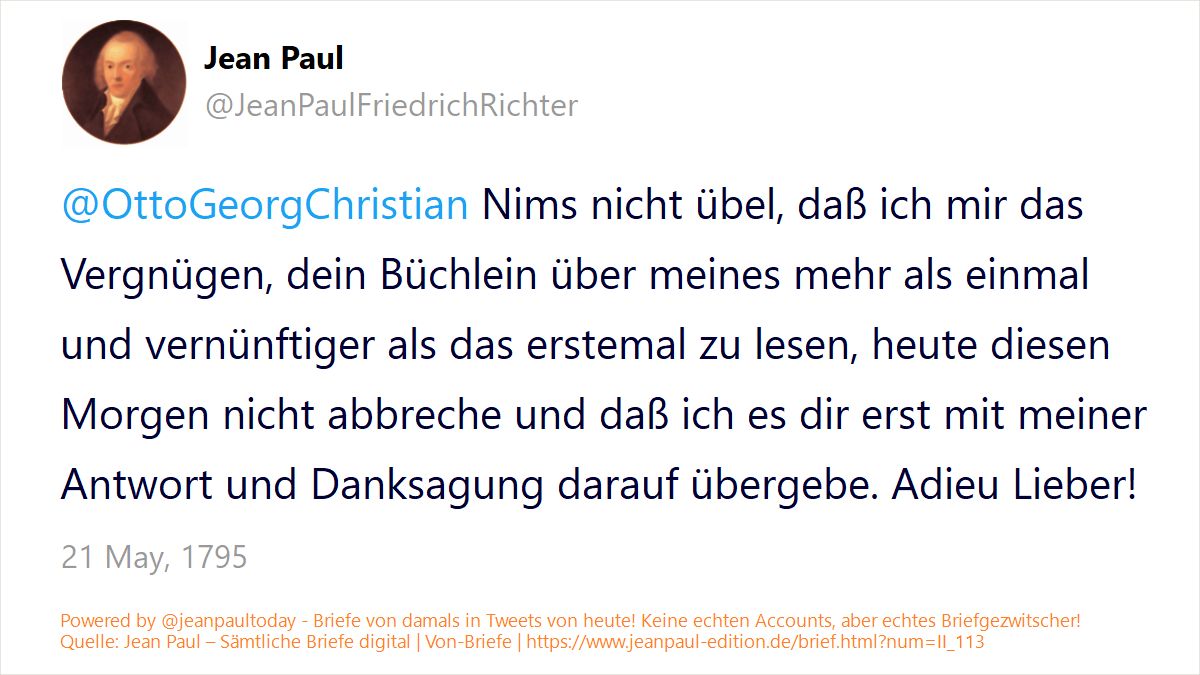 Jean Paul
@JeanPaulFriedrichRichter
@OttoGeorgChristian Nims nicht übel, daß ich mir das
Vergnügen, dein Büchlein über meines mehr als einmal
und vernünftiger als das erstemal zu lesen, heute diesen
Morgen nicht abbreche und daß ich es dir erst mit meiner
Antwort und Danksagung darauf übergebe. Adieu Lieber!
21 May, 1795
Powered by @jeanpaultoday - Briefe von damals in Tweets von heute! Keine echten Accounts, aber echtes Briefgezwitscher!
Quelle: Jean Paul – Sämtliche Briefe digital | Von-Briefe | https://www.jeanpaul-edition.de/brief.html?num=II_113